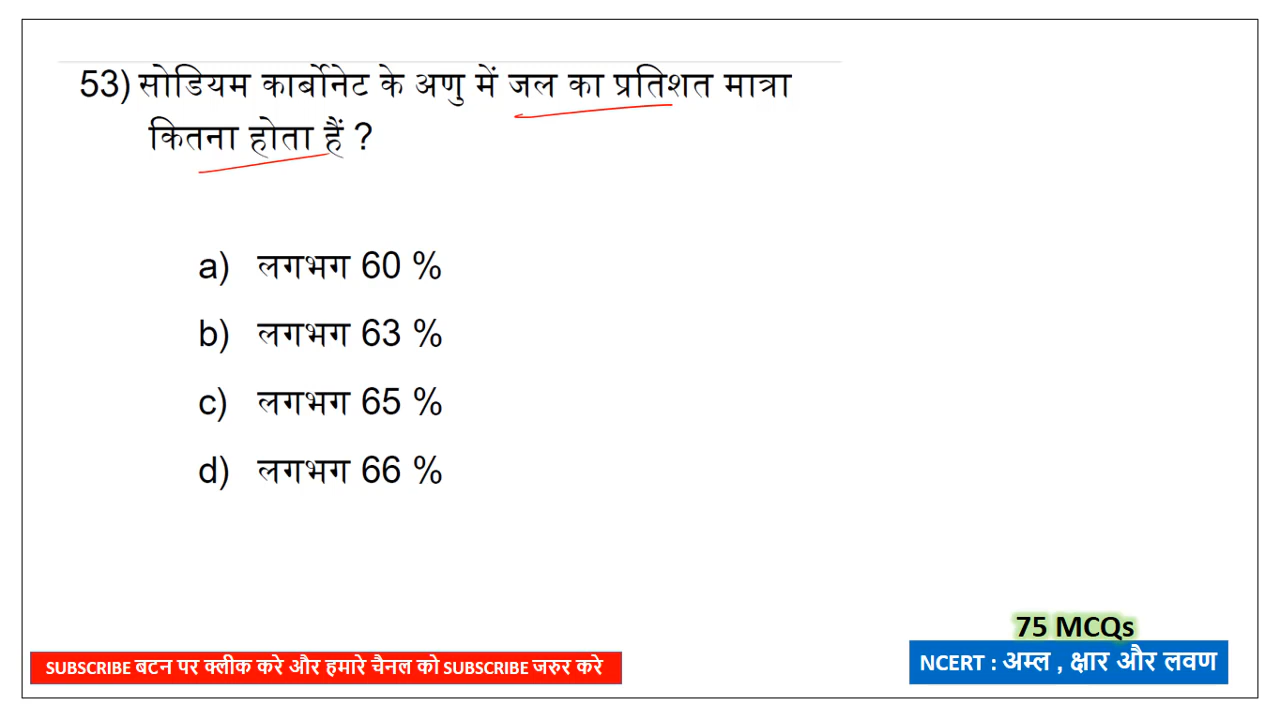 53) सोडियम कार्बोनेट के अणु में जल का प्रतिशत मात्रा
कितना होता हैं ?
a) लगभग 60 %
b) लगभग 63 %
c) लगभग 65 %
d) लगभग 66 %
75 MCQs
NCERT : अम्ल , क्षार और लवण
SUBSCRIBE बटन पर क्लीक करे और हमारे चैनल को SUBSCRIBE जरुर करे